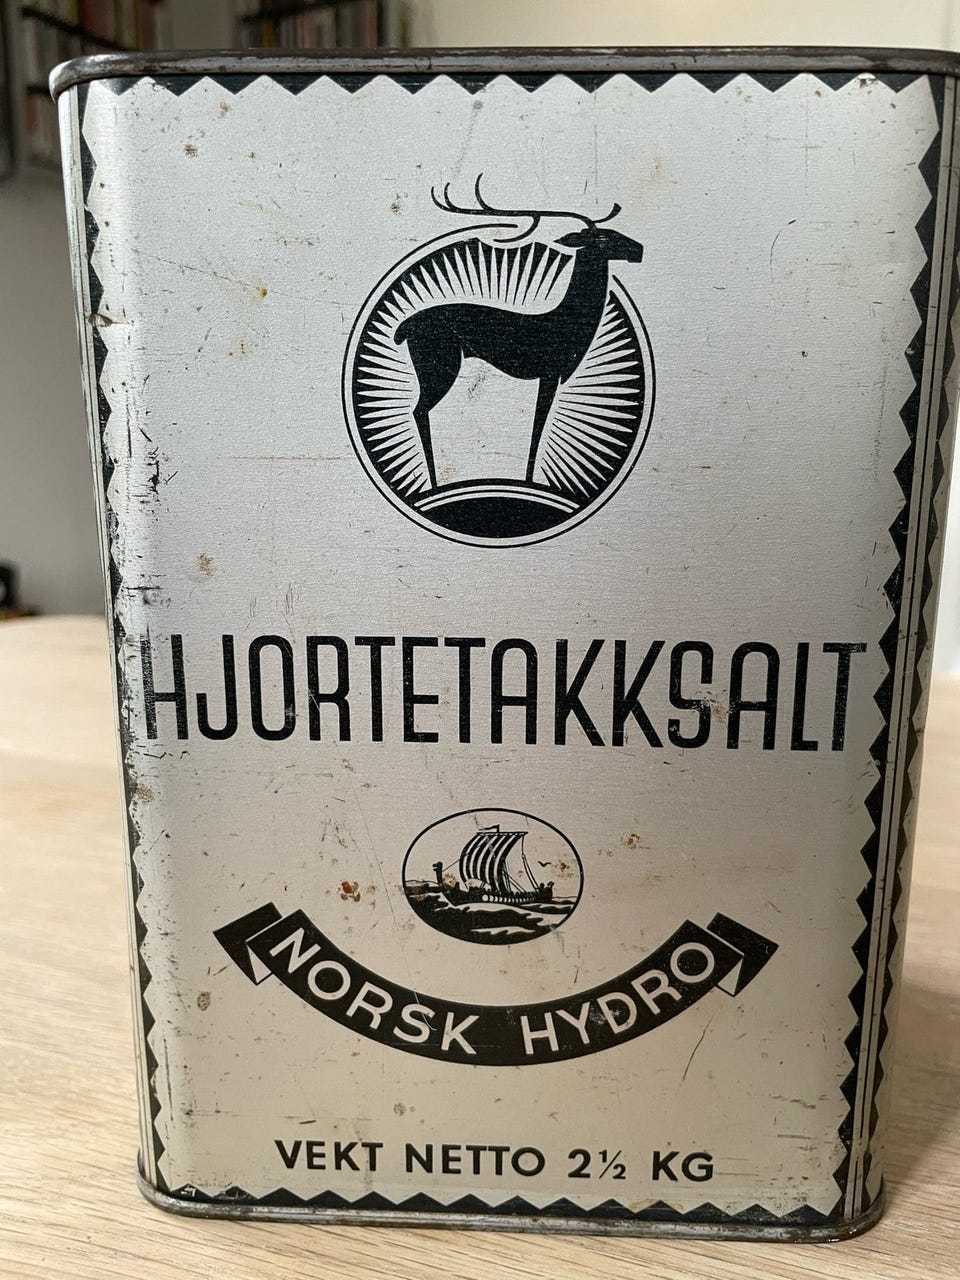 HJORTETAKKSALT
NORSK HYDRO
VEKT NETTO 2½ KG